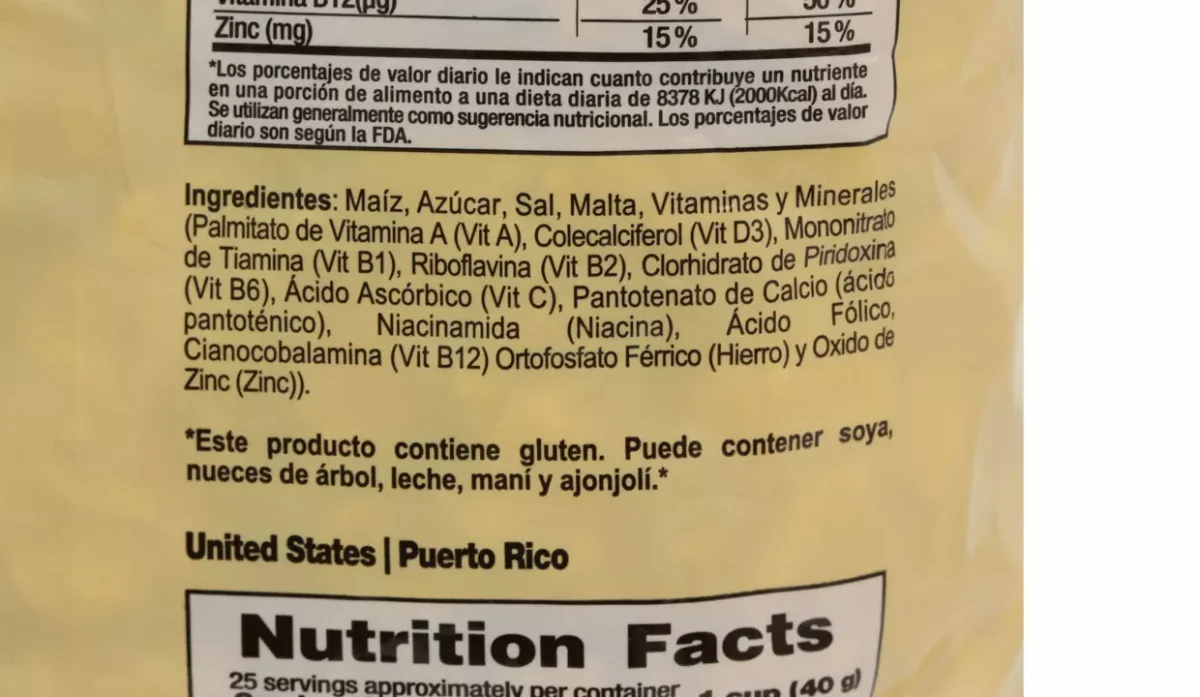 Vitamina B12(µg) 25% 50%
Zinc (mg) 15% 15%
*Los porcentajes de valor diario le indican cuanto contribuye un nutriente
en una porción de alimento a una dieta diaria de 8378 KJ (2000Kcal) al día.
Se utilizan generalmente como sugerencia nutricional. Los porcentajes de valor
diario son según la FDA.
Ingredientes: Maíz, Azúcar, Sal, Malta, Vitaminas y Minerales
(Palmitato de Vitamina A (Vit A), Colecalciferol (Vit D3), Mononitrato
de Tiamina (Vit B1), Riboflavina (Vit B2), Clorhidrato de Piridoxina
(Vit B6), Ácido Ascórbico (Vit C), Pantotenato de Calcio (ácido
pantoténico), Niacinamida (Niacina), Ácido Fólico,
Cianocobalamina (Vit B12) Ortofosfato Férrico (Hierro) y Oxido de
Zinc (Zinc)).
*Este producto contiene gluten. Puede contener soya,
nueces de árbol, leche, maní y ajonjolí.*
United States | Puerto Rico
Nutrition Facts
25 servings approximately per container
1 cup (40 g)